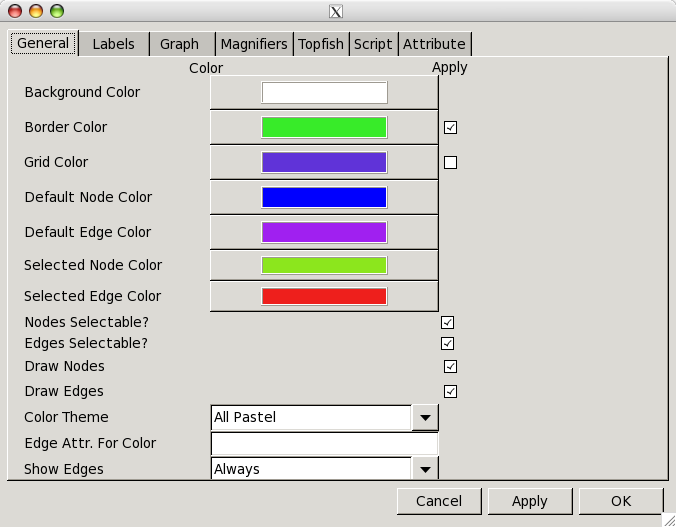 X
General Labels Graph Magnifiers Topfish Script Attribute
Color Apply
Background Color
Border Color
Grid Color
Default Node Color
Default Edge Color
Selected Node Color
Selected Edge Color
Nodes Selectable?
Edges Selectable?
Draw Nodes
Draw Edges
Color Theme All Pastel
Edge Attr. For Color
Show Edges Always
Cancel Apply OK